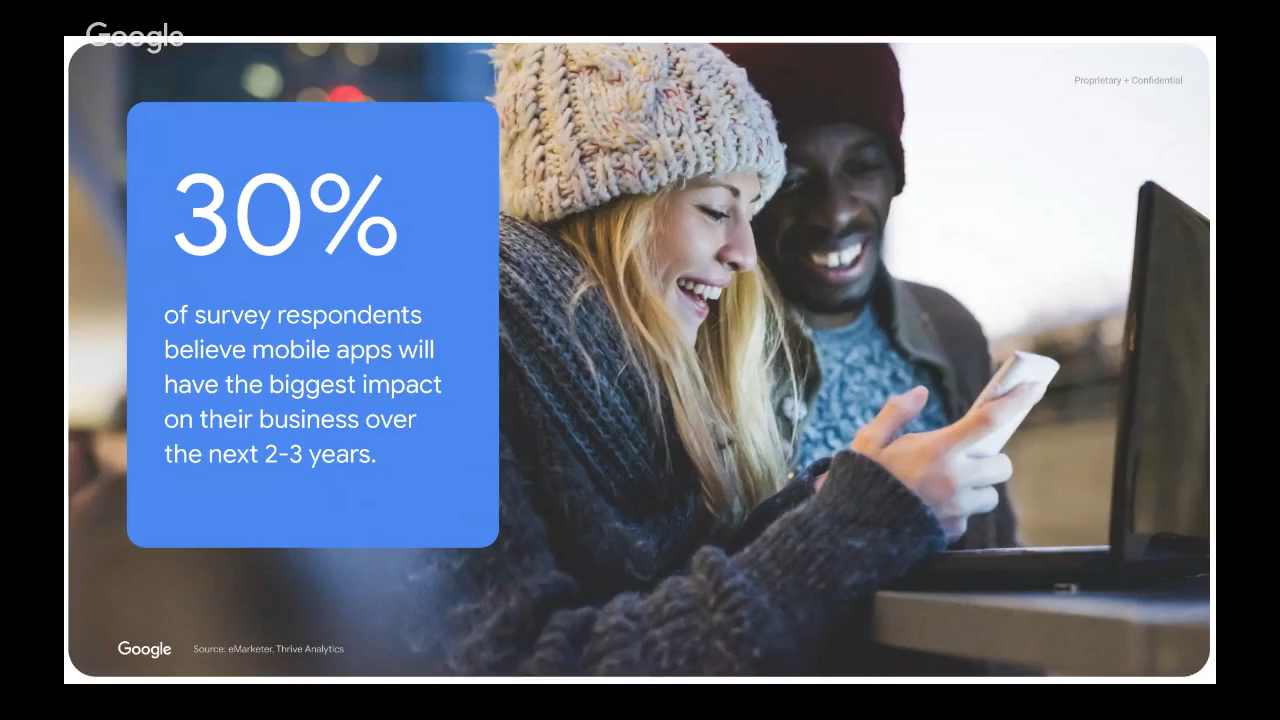 Google
Proprietary + Confidential
30%
of survey respondents
believe mobile apps will
have the biggest impact
on their business over
the next 2-3 years.
Google
Source: eMarketer, Thrive Analytics